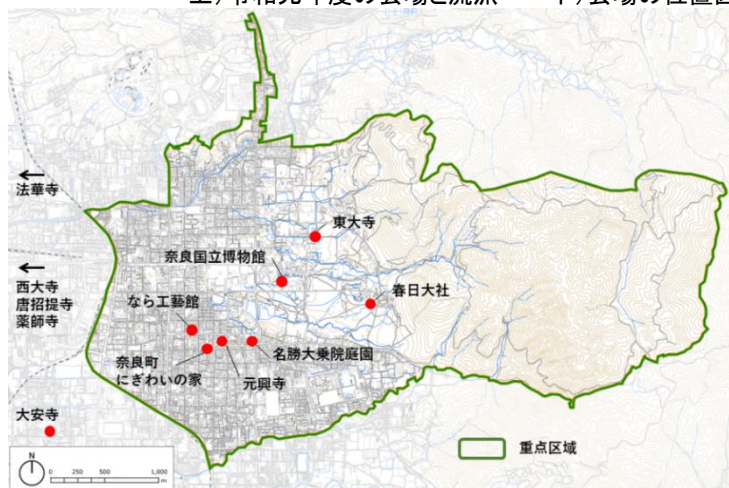 法華寺
東大寺
奈良国立博物館
西大寺
唐招提寺
薬師寺
春日大社
なら工藝館
名勝大乗院庭園
奈良町
にぎわいの家
元興寺
大安寺
重点区域
N
0 250 500 1,000
m